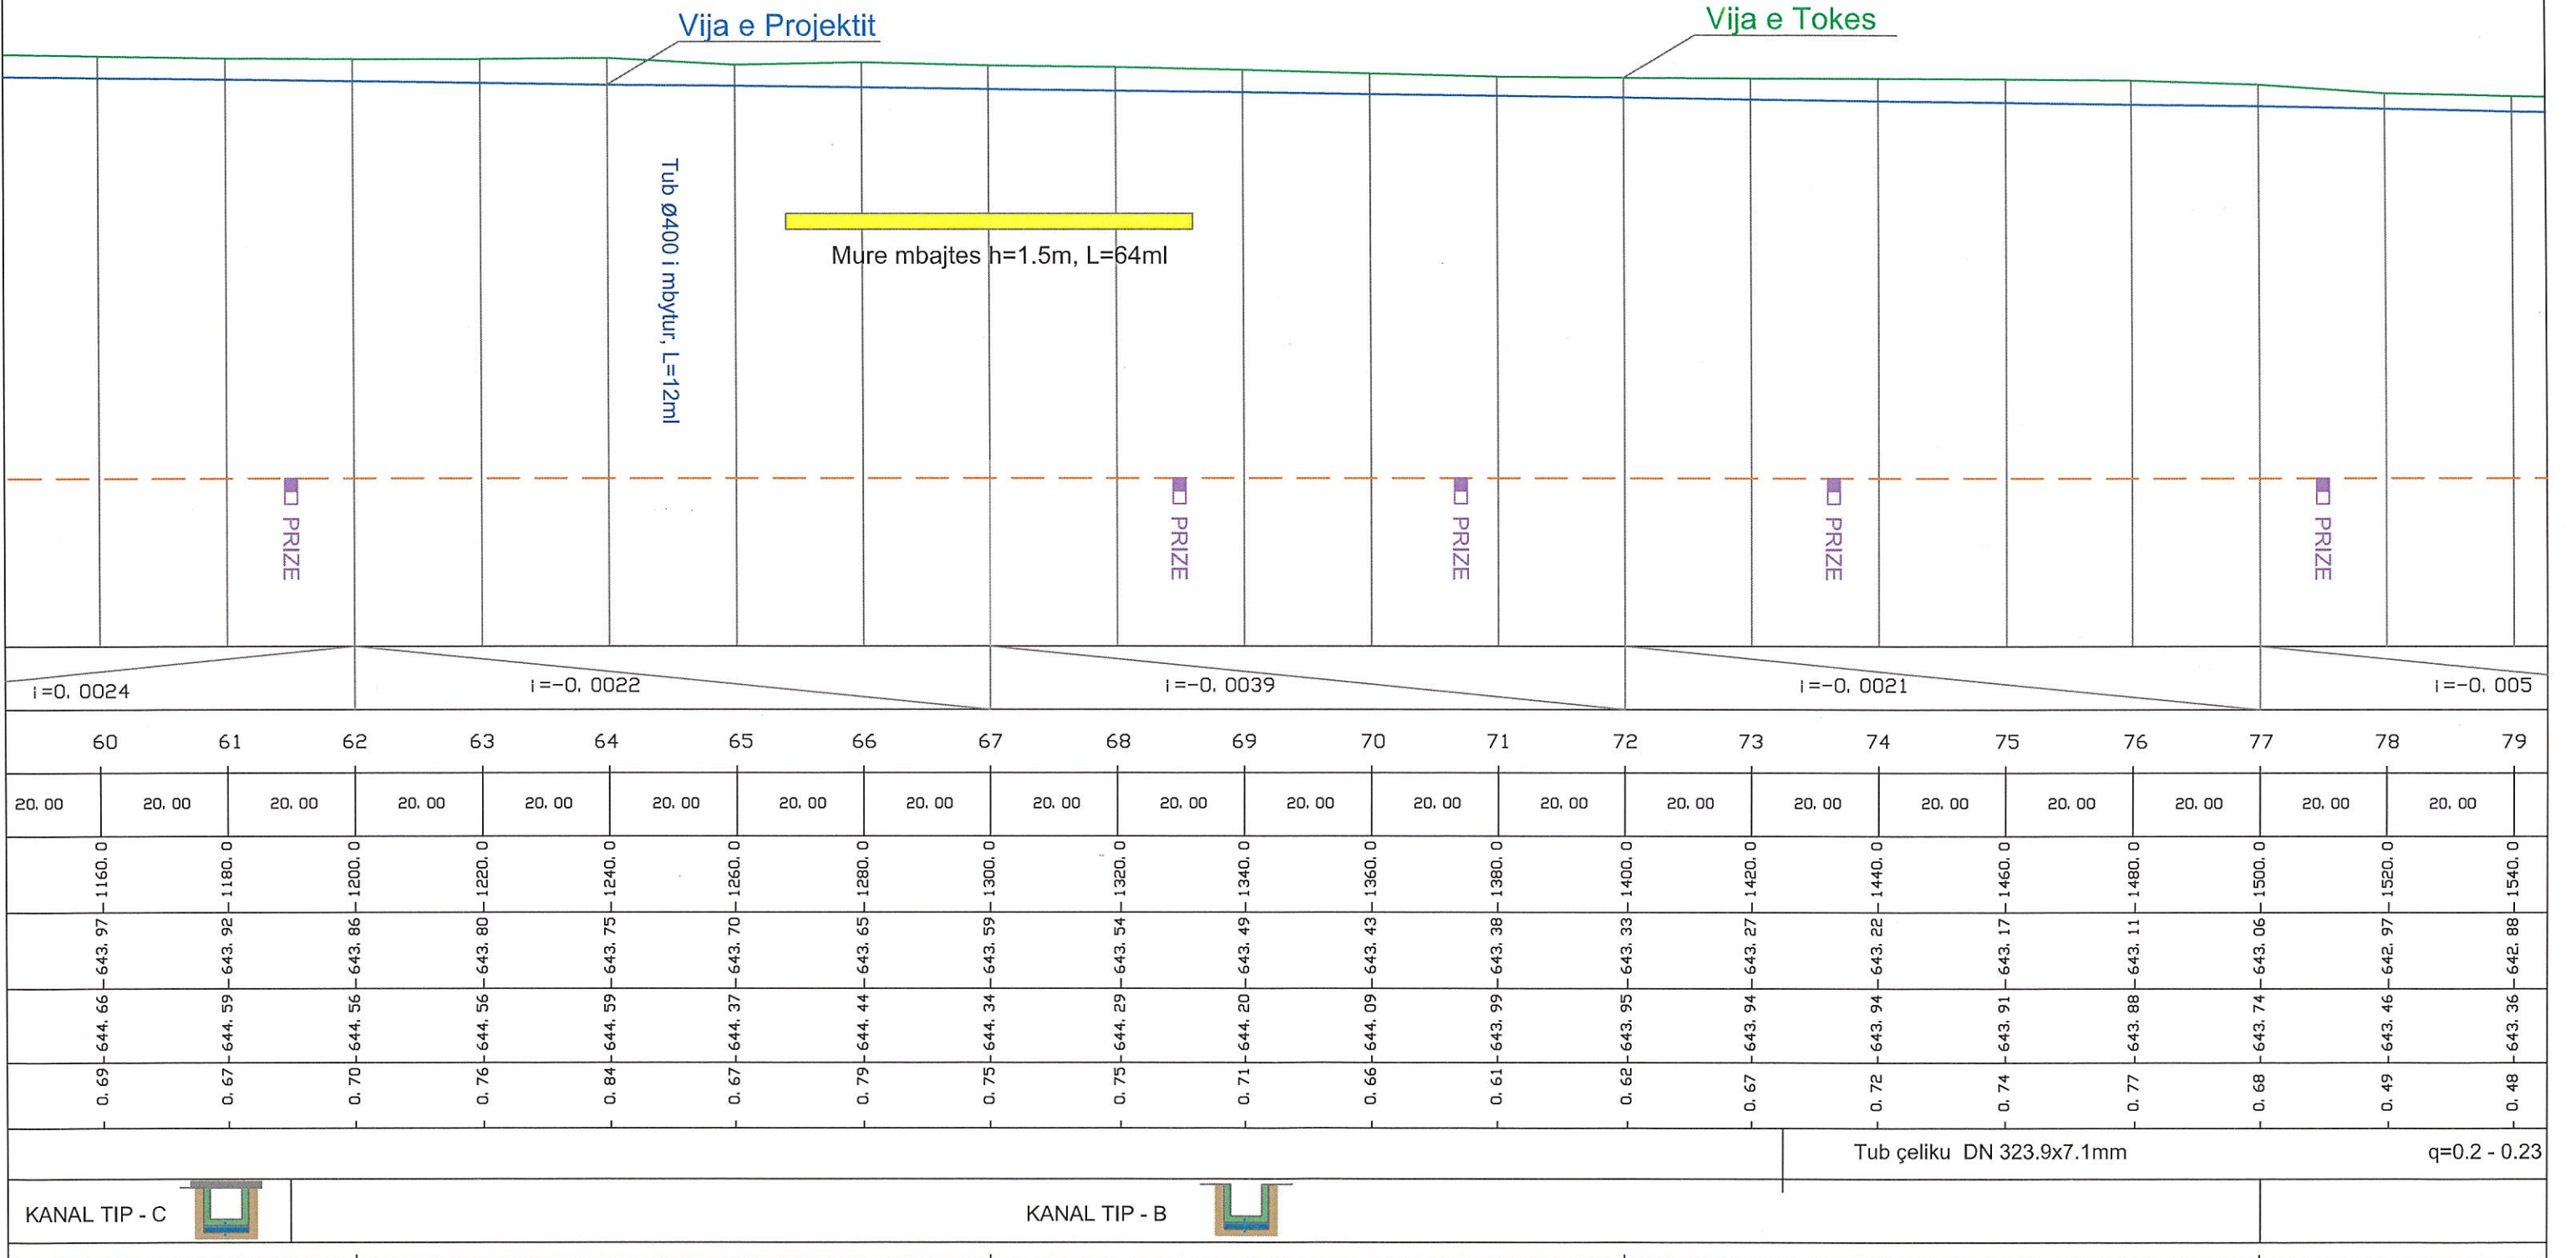 Vija e Projektit
Vija e Tokes
Tub Ø400 i mbytur, L=12ml
Mure mbajtes h=1.5m, L=64ml
PRIZE
PRIZE
PRIZE
PRIZE
PRIZE
i=0.0024
i=-0.0022
i=-0.0039
i=-0.0021
i=-0.005
60 61 62 63 64 65 66 67 68 69 70 71 72 73 74 75 76 77 78 79
20.00 20.00 20.00 20.00 20.00 20.00 20.00 20.00 20.00 20.00 20.00 20.00 20.00 20.00 20.00 20.00 20.00 20.00 20.00 20.00
1160.0 1180.0 1200.0 1220.0 1240.0 1260.0 1280.0 1300.0 1320.0 1340.0 1360.0 1380.0 1400.0 1420.0 1440.0 1460.0 1480.0 1500.0 1520.0 1540.0
643.97 643.92 643.86 643.80 643.75 643.70 643.65 643.59 643.54 643.49 643.43 643.38 643.33 643.27 643.22 643.17 643.11 643.06 642.97 642.88
644.66 644.59 644.56 644.56 644.59 644.37 644.44 644.34 644.29 644.20 644.09 643.99 643.95 643.94 643.94 643.91 643.88 643.74 643.46 643.36
0.69 0.67 0.70 0.76 0.84 0.67 0.79 0.75 0.75 0.71 0.66 0.61 0.62 0.67 0.72 0.74 0.77 0.68 0.49 0.48
Tub çeliku DN 323.9x7.1mm
q=0.2 - 0.23
KANAL TIP - C
KANAL TIP - B